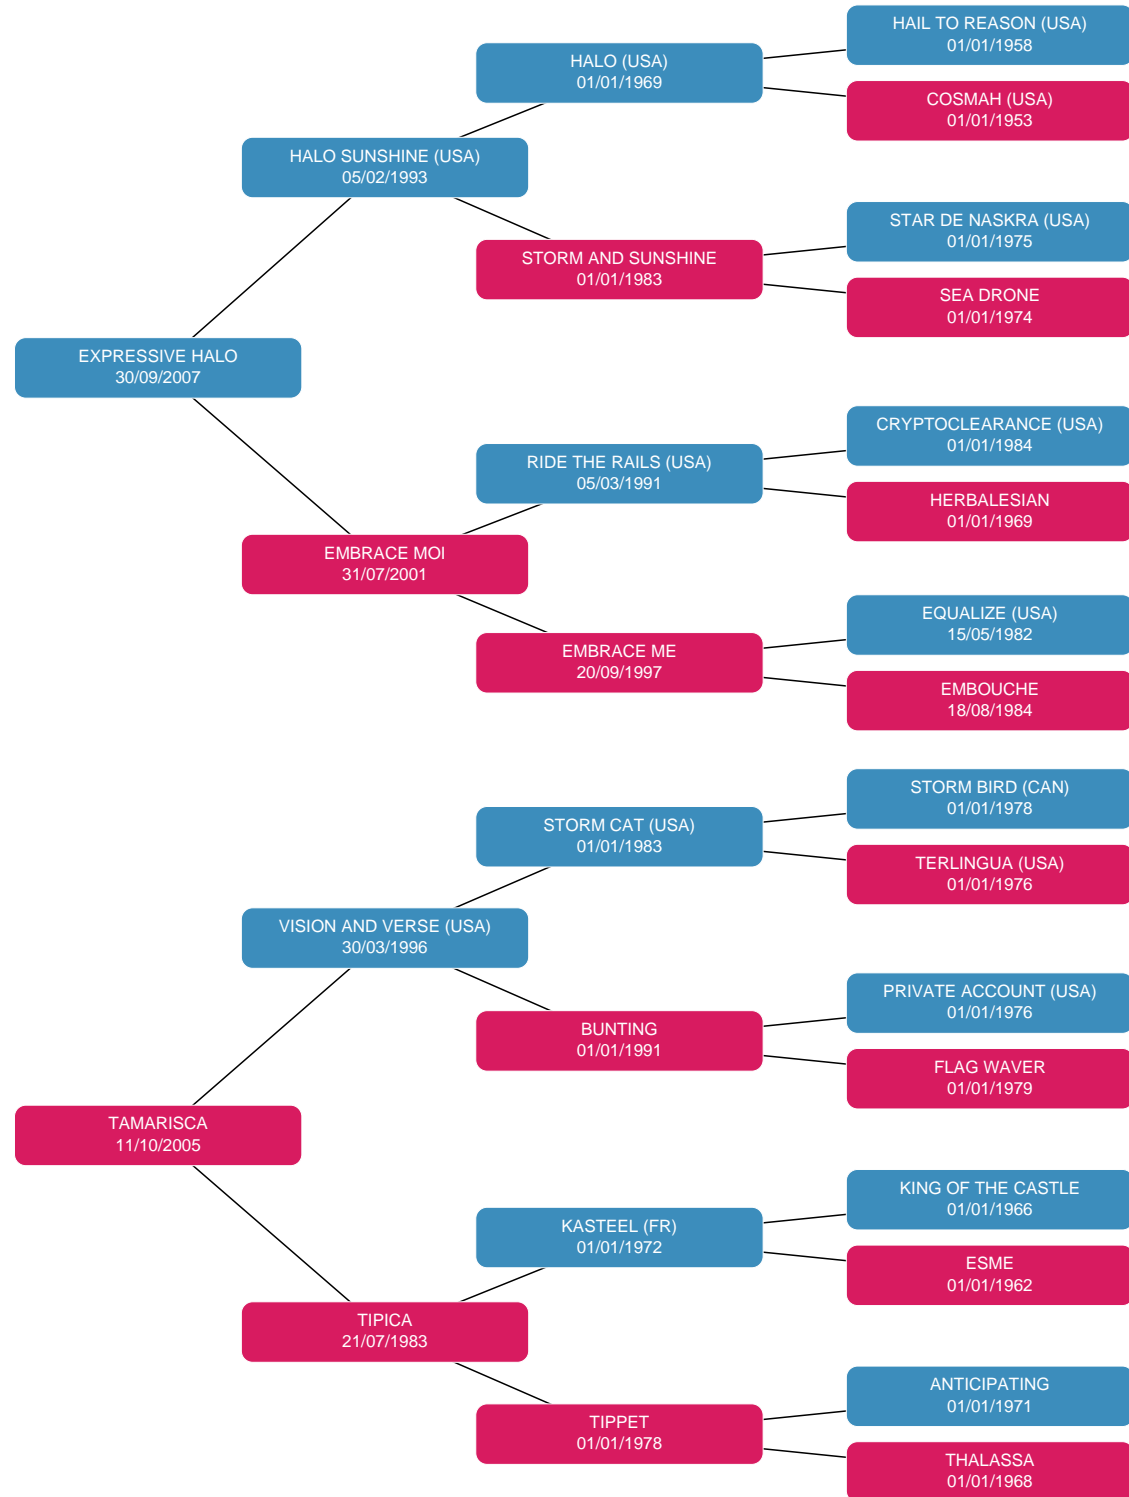 HAIL TO REASON (USA)
01/01/1958
HALO (USA)
01/01/1969
COSMAH (USA)
01/01/1953
HALO SUNSHINE (USA)
05/02/1993
STAR DE NASKRA (USA)
01/01/1975
STORM AND SUNSHINE
01/01/1983
SEA DRONE
01/01/1974
EXPRESSIVE HALO
30/09/2007
CRYPTOCLEARANCE (USA)
01/01/1984
RIDE THE RAILS (USA)
05/03/1991
HERBALESIAN
01/01/1969
EMBRACE MOI
31/07/2001
EQUALIZE (USA)
15/05/1982
EMBRACE ME
20/09/1997
EMBOUCHE
18/08/1984
STORM BIRD (CAN)
01/01/1978
STORM CAT (USA)
01/01/1983
TERLINGUA (USA)
01/01/1976
VISION AND VERSE (USA)
30/03/1996
PRIVATE ACCOUNT (USA)
01/01/1976
BUNTING
01/01/1991
FLAG WAVER
01/01/1979
TAMARISCA
11/10/2005
KING OF THE CASTLE
01/01/1966
KASTEEL (FR)
01/01/1972
ESME
01/01/1962
TIPICA
21/07/1983
ANTICIPATING
01/01/1971
TIPPET
01/01/1978
THALASSA
01/01/1968